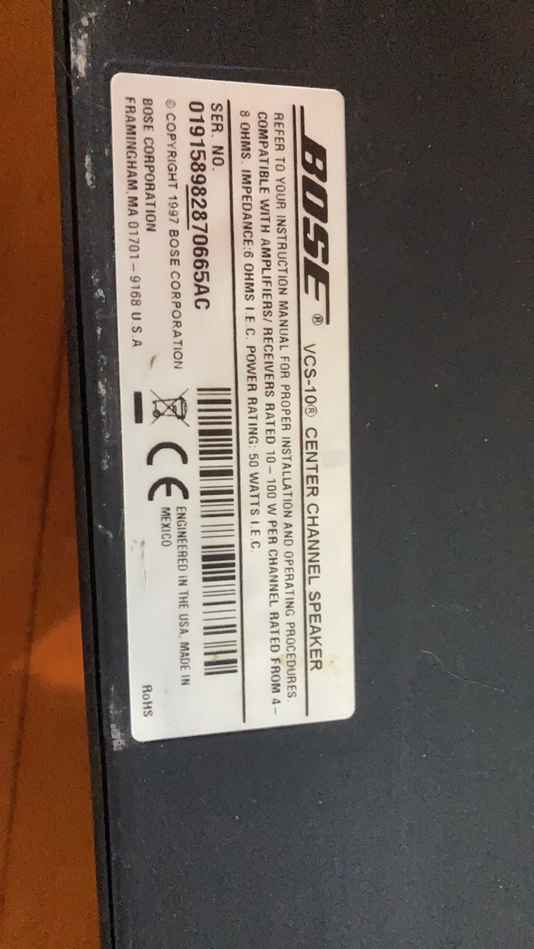 BOSE® VCS-10® CENTER CHANNEL SPEAKER
REFER TO YOUR INSTRUCTION MANUAL FOR PROPER INSTALLATION AND OPERATING PROCEDURES.
COMPATIBLE WITH AMPLIFIERS/ RECEIVERS RATED 10-100 W PER CHANNEL RATED FROM 4-
8 OHMS. IMPEDANCE:6 OHMS I.E.C. POWER RATING: 50 WATTS I.E.C
SER. NO.
019158982870665AC
© COPYRIGHT 1997 BOSE CORPORATION
BOSE CORPORATION
FRAMINGHAM, MA 01701-9168 U S A
CE
ENGINEERED IN THE USA. MADE IN
MEXICO
RoHS